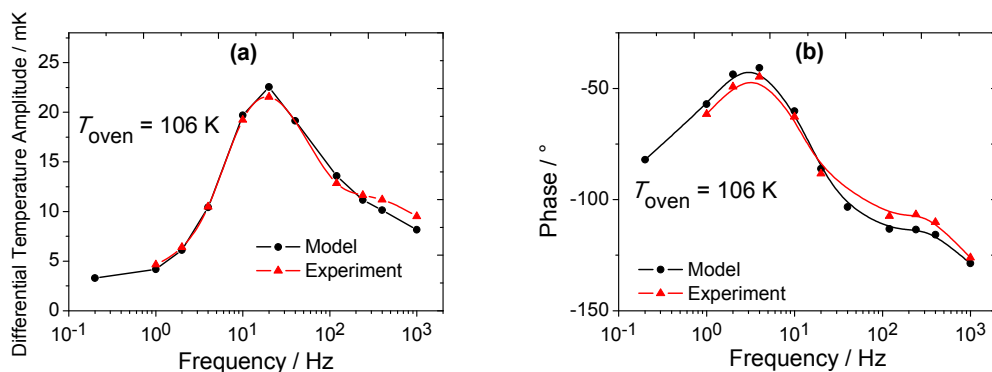 (a)
Differential Temperature Amplitude / mK
25
20
15
10
5
0
T_oven = 106 K
Model
Experiment
10^-1 10^0 10^1 10^2 10^3
Frequency / Hz
(b)
Phase / °
-50
-100
-150
T_oven = 106 K
Model
Experiment
10^-1 10^0 10^1 10^2 10^3
Frequency / Hz